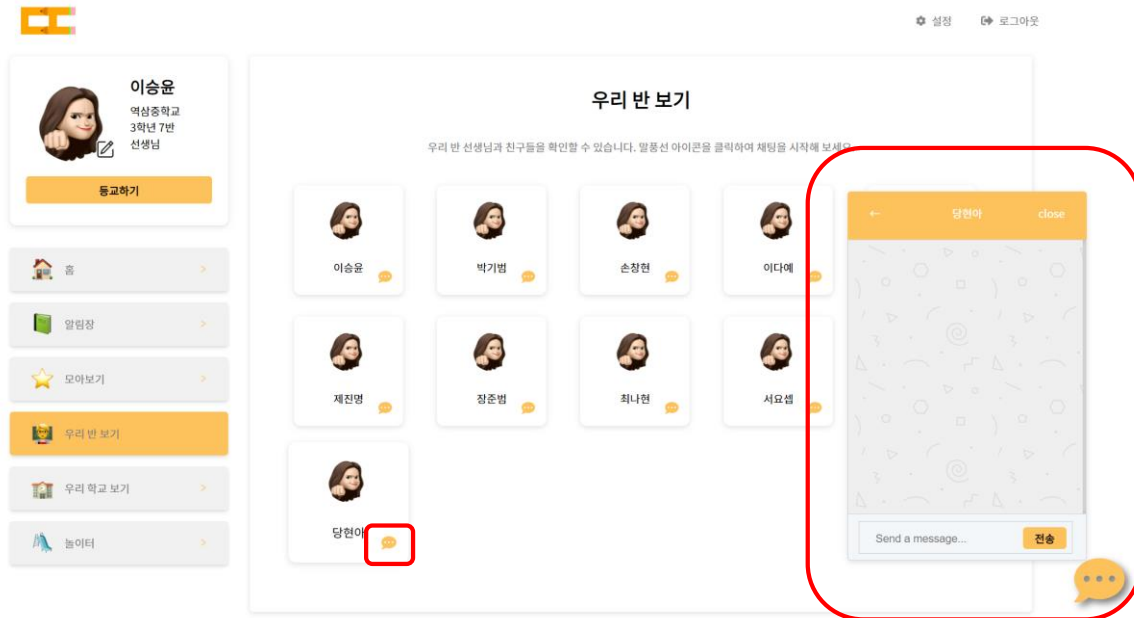 설정
로그아웃
이승윤
역삼중학교
3학년 7반
선생님
등교하기
홈
알림장
모아보기
우리 반 보기
우리 학교 보기
놀이터
우리 반 보기
우리 반 선생님과 친구들을 확인할 수 있습니다. 말풍선 아이콘을 클릭하여 채팅을 시작해 보세요
이승윤
박기범
손창현
이다예
제진명
장준범
최나현
서요셉
당현아
← 당현아 close
Send a message...
전송